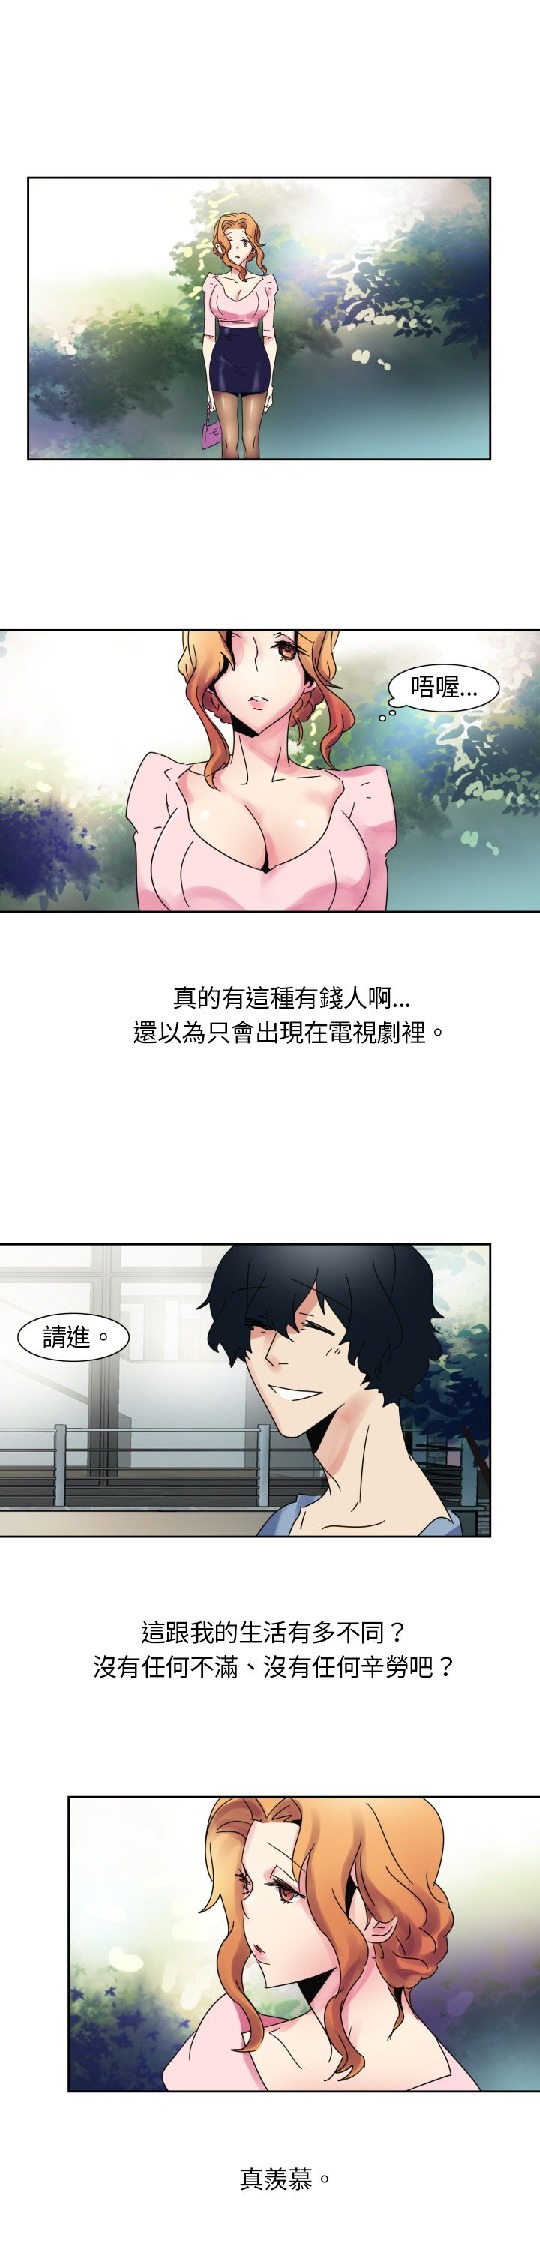 唔喔...
真的有這種有錢人啊...
還以為只會出現在電視劇裡。
請進。
這跟我的生活有多不同？
沒有任何不滿、沒有任何辛勞吧？
真羨慕。